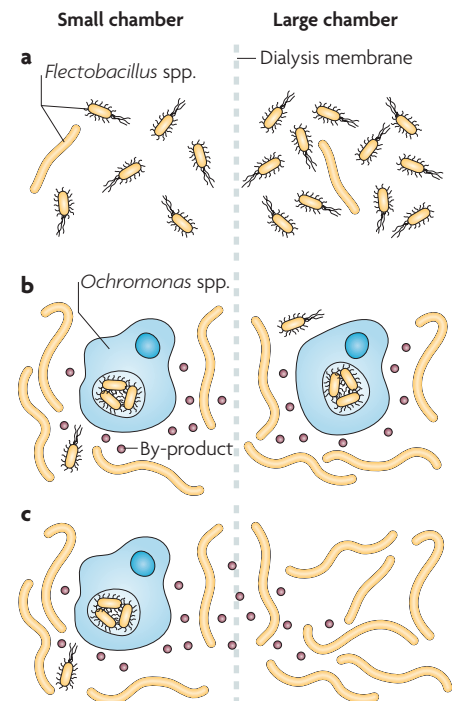 Small chamber
Large chamber
a
Dialysis membrane
Flectobacillus spp.
b
Ochromonas spp.
By-product
c